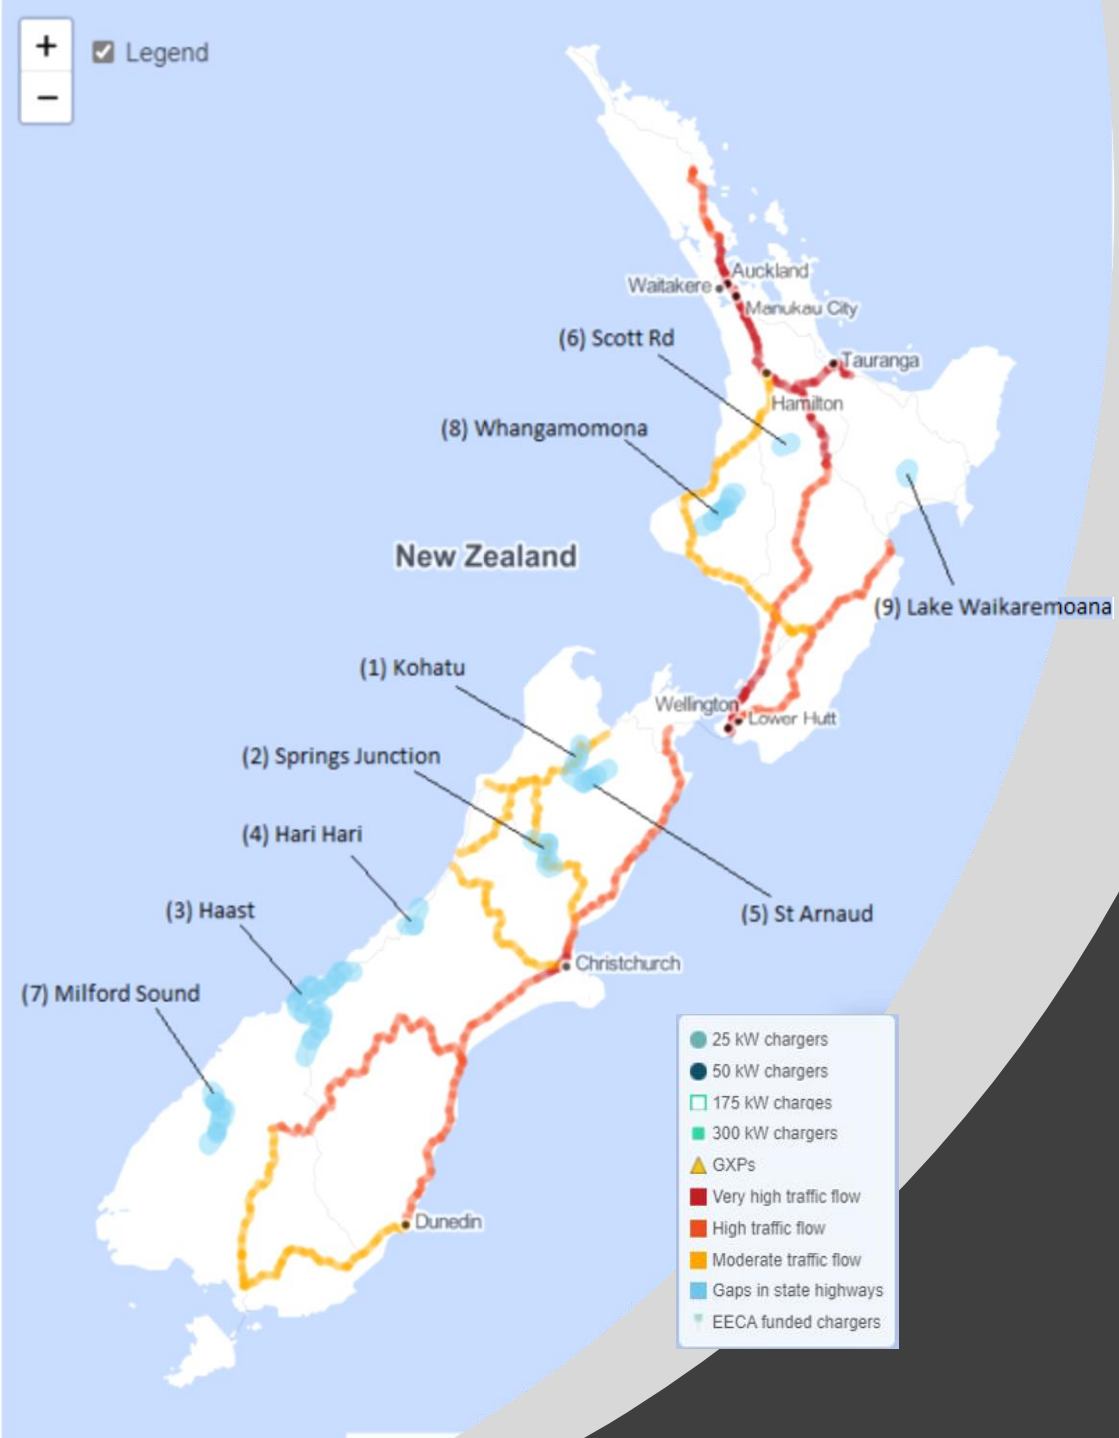 +
Legend
−
Auckland
Waitakere
Manukau City
(6) Scott Rd
Tauranga
Hamilton
(8) Whangamomona
New Zealand
(9) Lake Waikaremoana
(1) Kohatu
Wellington
Lower Hutt
(2) Springs Junction
(4) Hari Hari
(3) Haast
(5) St Arnaud
Christchurch
(7) Milford Sound
25 kW chargers
50 kW chargers
175 kW charges
300 kW chargers
GXPs
Very high traffic flow
High traffic flow
Moderate traffic flow
Gaps in state highways
EECA funded chargers
Dunedin